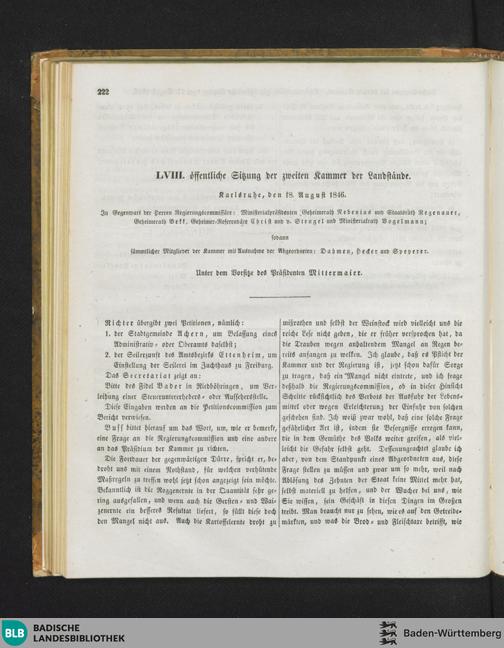 222
LVIII. öffentliche Sitzung der zweiten Kammer der Landstände.
Karlsruhe, den 18. August 1846.
In Gegenwart der Herren Regierungscommissäre: Ministerialpräsidenten Geheimerath Nebenius und Staatsrath Regenauer,
Geheimerath Bekk, Geheimer-Referendäre Christ und v. Stengel und Ministerialrath Vogelmann;
sodann
sämmtlicher Mitglieder der Kammer mit Ausnahme der Abgeordneten: Dahmen, Hecker und Speyerer.
Unter dem Vorsitze des Präsidenten Mittermaier.
Richter übergibt zwei Petitionen, nämlich:
1. der Stadtgemeinde Achern, um Belassung eines
Administrativ- oder Oberamts daselbst;
2. der Seilerzunft des Amtsbezirks Ettenheim, um
Einstellung der Seilerei im Zuchthaus zu Freiburg.
Das Secretariat zeigt an:
Bitte des Fidel Bader in Riedböhringen, um Ver-
leihung einer Steueruntererhebers- oder Aufseherstelle.
Diese Eingaben werden an die Petitionscommission zum
Bericht verwiesen.
Buff bittet hierauf um das Wort, um, wie er bemerkt,
eine Frage an die Regierungscommission und eine andere
an das Präsidium der Kammer zu richten.
Die Fortdauer der gegenwärtigen Dürre, spricht er, be-
droht uns mit einem Nothstand, für welchen verhütende
Maßregeln zu treffen wohl jetzt schon angezeigt sein möchte.
Bekanntlich ist die Roggenernte in der Quantität sehr ge-
ring ausgefallen, und wenn auch die Gersten- und Wai-
zenernte ein besseres Resultat liefert, so füllt diese doch
den Mangel nicht aus. Auch die Kartoffelernte droht zu
mißrathen und selbst der Weinstock wird vielleicht uns die
reiche Lese nicht geben, die er früher versprochen hat, da
die Trauben wegen anhaltendem Mangel an Regen be-
reits anfangen zu welken. Ich glaube, daß es Pflicht der
Kammer und der Regierung ist, jetzt schon dafür Sorge
zu tragen, daß ein Mangel nicht eintrete, und ich frage
deßhalb die Regierungscommission, ob in dieser Hinsicht
Schritte rücksichtlich des Verbots der Ausfuhr der Lebens-
mittel oder wegen Erleichterung der Einfuhr von solchen
geschehen sind. Ich weiß zwar wohl, daß eine solche Frage
gefährlicher Art ist, indem sie Besorgnisse erregen kann,
die in dem Gemüthe des Volks weiter greifen, als viel-
leicht die Gefahr selbst geht. Dessenungeachtet glaube ich
aber, von dem Standpunkt eines Abgeordneten aus, diese
Frage stellen zu müssen und zwar um so mehr, weil nach
Ablösung des Zehnten der Staat keine Mittel mehr hat,
selbst materiell zu helfen, und der Wucher bei uns, wie
Sie wissen, sein Geschäft in diesen Dingen im Großen
treibt. Man braucht nur zu sehen, wie es auf den Getreide-
märkten, und was die Brod- und Fleischtare betrifft, wie
BLB
BADISCHE
LANDESBIBLIOTHEK
Baden-Württemberg